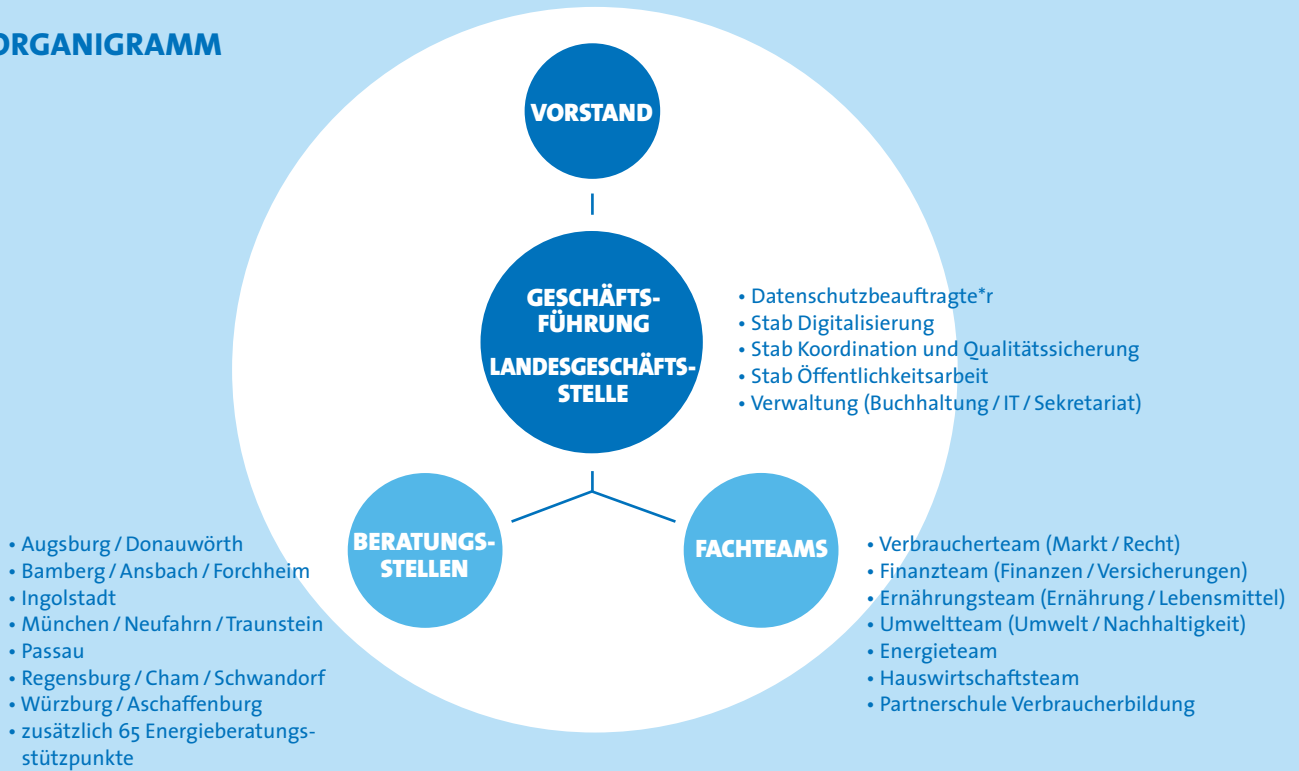 ORGANIGRAMM
VORSTAND
GESCHÄFTS-
FÜHRUNG
LANDESGESCHÄFTS-
STELLE
• Datenschutzbeauftragte*r
• Stab Digitalisierung
• Stab Koordination und Qualitätssicherung
• Stab Öffentlichkeitsarbeit
• Verwaltung (Buchhaltung / IT / Sekretariat)
BERATUNGS-
STELLEN
• Augsburg / Donauwörth
• Bamberg / Ansbach / Forchheim
• Ingolstadt
• München / Neufahrn / Traunstein
• Passau
• Regensburg / Cham / Schwandorf
• Würzburg / Aschaffenburg
• zusätzlich 65 Energieberatungs-
stützpunkte
FACHTEAMS
• Verbraucherteam (Markt / Recht)
• Finanzteam (Finanzen / Versicherungen)
• Ernährungsteam (Ernährung / Lebensmittel)
• Umweltteam (Umwelt / Nachhaltigkeit)
• Energieteam
• Hauswirtschaftsteam
• Partnerschule Verbraucherbildung